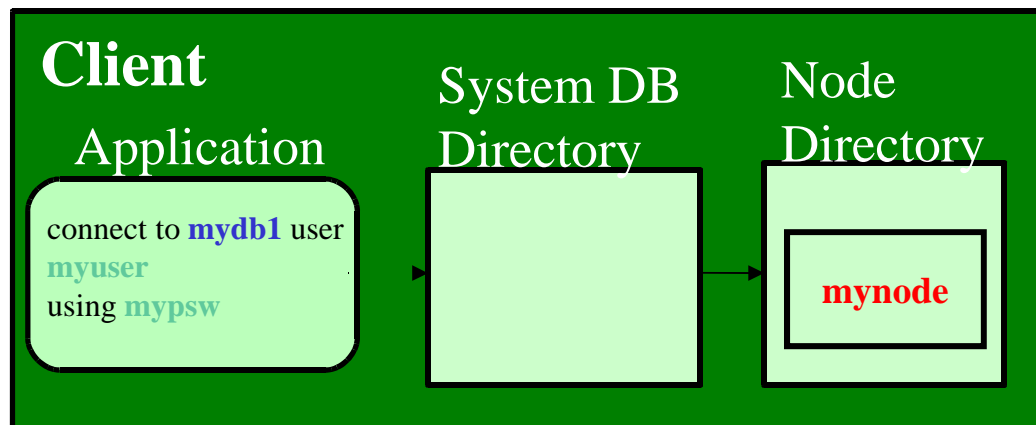 Client
Application
connect to mydb1 user
myuser
using mypsw
System DB
Directory
Node
Directory
mynode